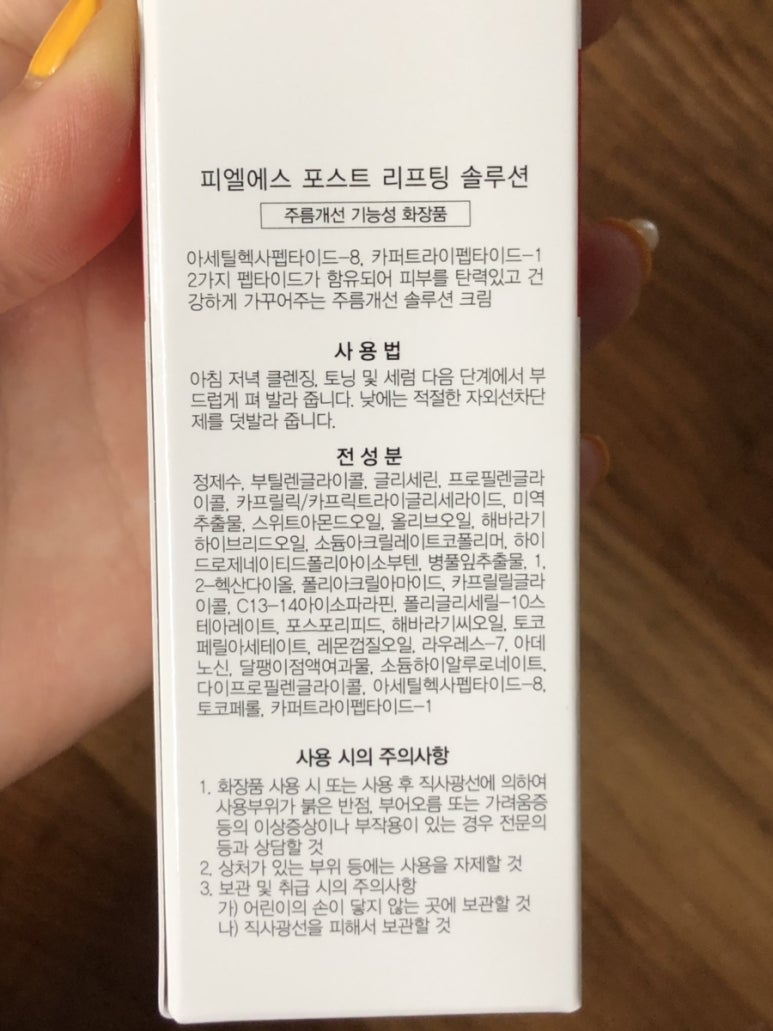 피엘에스 포스트 리프팅 솔루션
주름개선 기능성 화장품
아세틸헥사펩타이드-8, 카퍼트라이펩타이드-1
2가지 펩타이드가 함유되어 피부를 탄력있고 건
강하게 가꾸어주는 주름개선 솔루션 크림
사용법
아침 저녁 클렌징, 토닝 및 세럼 다음 단계에서 부
드럽게 펴 발라 줍니다. 낮에는 적절한 자외선차단
제를 덧발라 줍니다.
전성분
정제수, 부틸렌글라이콜, 글리세린, 프로필렌글라
이콜, 카프릴릭/카프릭트라이글리세라이드, 미역
추출물, 스위트아몬드오일, 올리브오일, 해바라기
하이브리드오일, 소듐아크릴레이트코폴리머, 하이
드로제네이티드폴리아이소부텐, 병풀잎추출물, 1,
2-헥산다이올, 폴리아크릴아마이드, 카프릴릴글라
이콜, C13-14아이소파라핀, 폴리글리세릴-10스
테아레이트, 포스포리피드, 해바라기씨오일, 토코
페릴아세테이트, 레몬껍질오일, 라우레스-7, 아데
노신, 달팽이점액여과물, 소듐하이알루로네이트,
다이프로필렌글라이콜, 아세틸헥사펩타이드-8,
토코페롤, 카퍼트라이펩타이드-1
사용 시의 주의사항
1. 화장품 사용 시 또는 사용 후 직사광선에 의하여
사용부위가 붉은 반점, 부어오름 또는 가려움증
등의 이상증상이나 부작용이 있는 경우 전문의
등과 상담할 것
2. 상처가 있는 부위 등에는 사용을 자제할 것
3. 보관 및 취급 시의 주의사항
가) 어린이의 손이 닿지 않는 곳에 보관할 것
나) 직사광선을 피해서 보관할 것